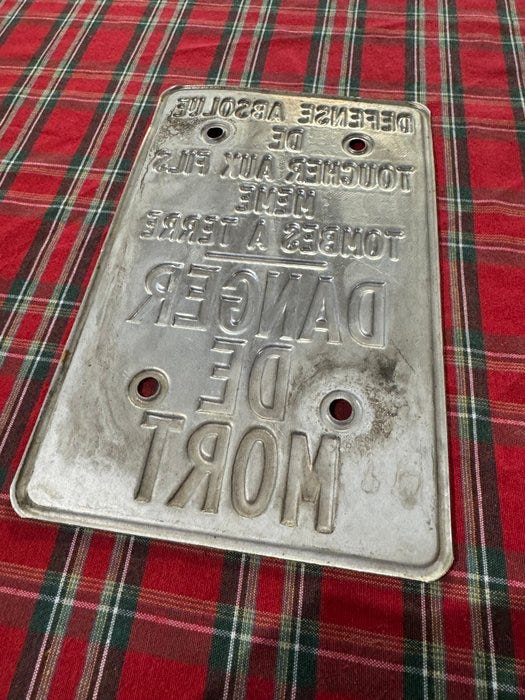 DEFENSE ABSOLUE
DE
TOUCHER AUX FILS
MEME
TOMBES A TERRE
DANGER
DE
MORT